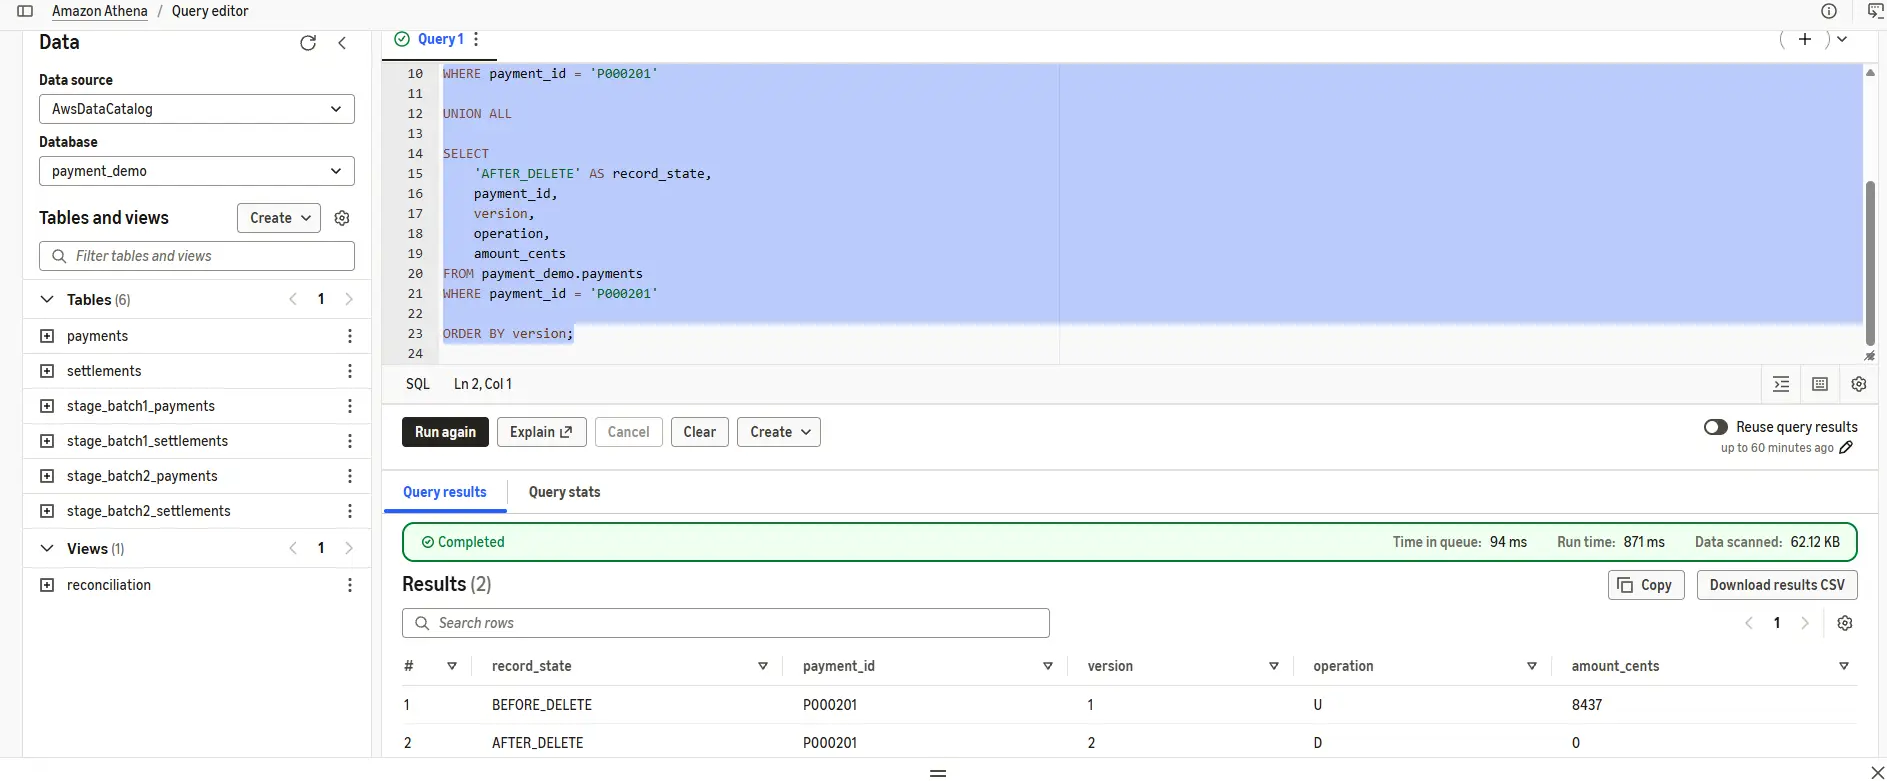 Amazon Athena / Query editor
Data
Data source
AwsDataCatalog
Database
payment_demo
Tables and views
Create
Filter tables and views
Tables (6)
1
payments
settlements
stage_batch1_payments
stage_batch1_settlements
stage_batch2_payments
stage_batch2_settlements
Views (1)
1
reconciliation
Query 1
10 WHERE payment_id = 'P000201'
11
12 UNION ALL
13
14 SELECT
15 'AFTER_DELETE' AS record_state,
16 payment_id,
17 version,
18 operation,
19 amount_cents
20 FROM payment_demo.payments
21 WHERE payment_id = 'P000201'
22
23 ORDER BY version;
24
SQL Ln 2, Col 1
Run again Explain Cancel Clear Create
Reuse query results
up to 60 minutes ago
Query results Query stats
Completed Time in queue: 94 ms Run time: 871 ms Data scanned: 62.12 KB
Results (2)
Copy Download results CSV
Search rows
1
# record_state payment_id version operation amount_cents
1 BEFORE_DELETE P000201 1 U 8437
2 AFTER_DELETE P000201 2 D 0